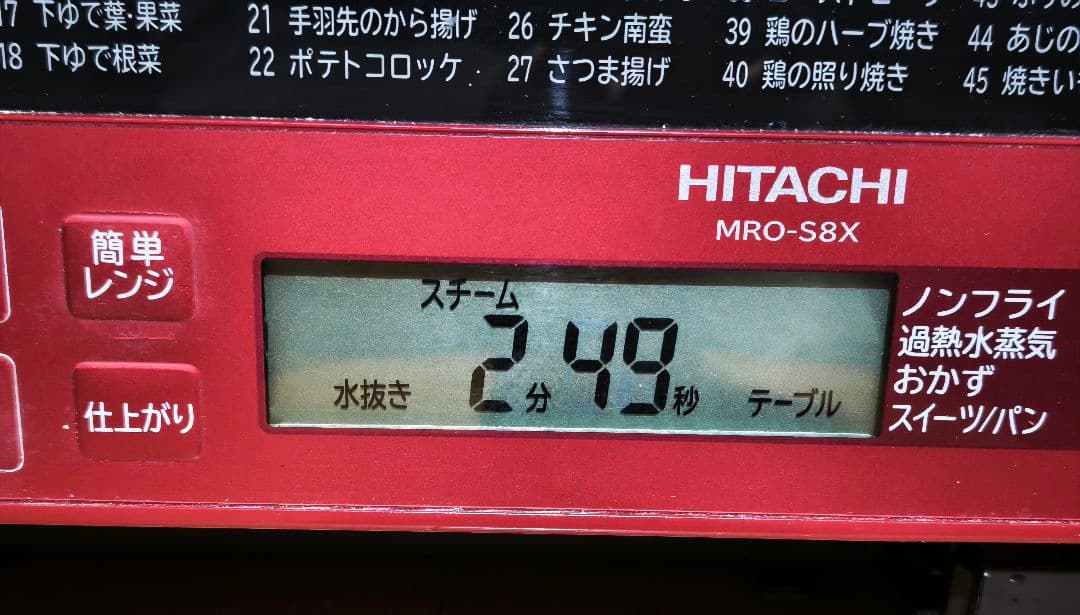 17 下ゆで葉・果菜
18 下ゆで根菜
21 手羽先のから揚げ
22 ポテトコロッケ
26 チキン南蛮
27 さつま揚げ
39 鶏のハーブ焼き
40 鶏の照り焼き
44 あじの
45 焼きい
HITACHI
MRO-S8X
簡単
レンジ
仕上がり
スチーム
水抜き 2分49秒 テーブル
ノンフライ
過熱水蒸気
おかず
スイーツ/パン